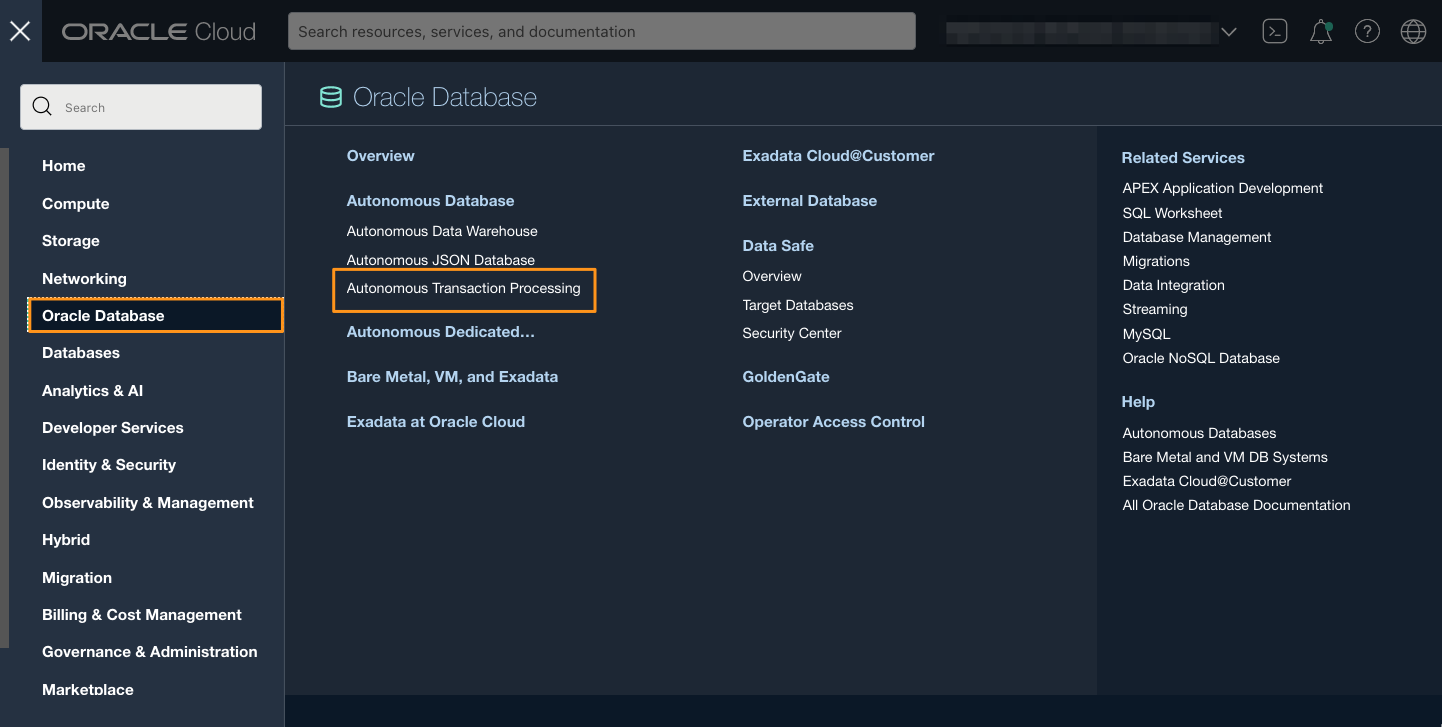 ORACLE Cloud
Search resources, services, and documentation
Search
Home
Compute
Storage
Networking
Oracle Database
Databases
Analytics & AI
Developer Services
Identity & Security
Observability & Management
Hybrid
Migration
Billing & Cost Management
Governance & Administration
Marketplace
Oracle Database
Overview
Autonomous Database
Autonomous Data Warehouse
Autonomous JSON Database
Autonomous Transaction Processing
Autonomous Dedicated...
Bare Metal, VM, and Exadata
Exadata at Oracle Cloud
Exadata Cloud@Customer
External Database
Data Safe
Overview
Target Databases
Security Center
GoldenGate
Operator Access Control
Related Services
APEX Application Development
SQL Worksheet
Database Management
Migrations
Data Integration
Streaming
MySQL
Oracle NoSQL Database
Help
Autonomous Databases
Bare Metal and VM DB Systems
Exadata Cloud@Customer
All Oracle Database Documentation